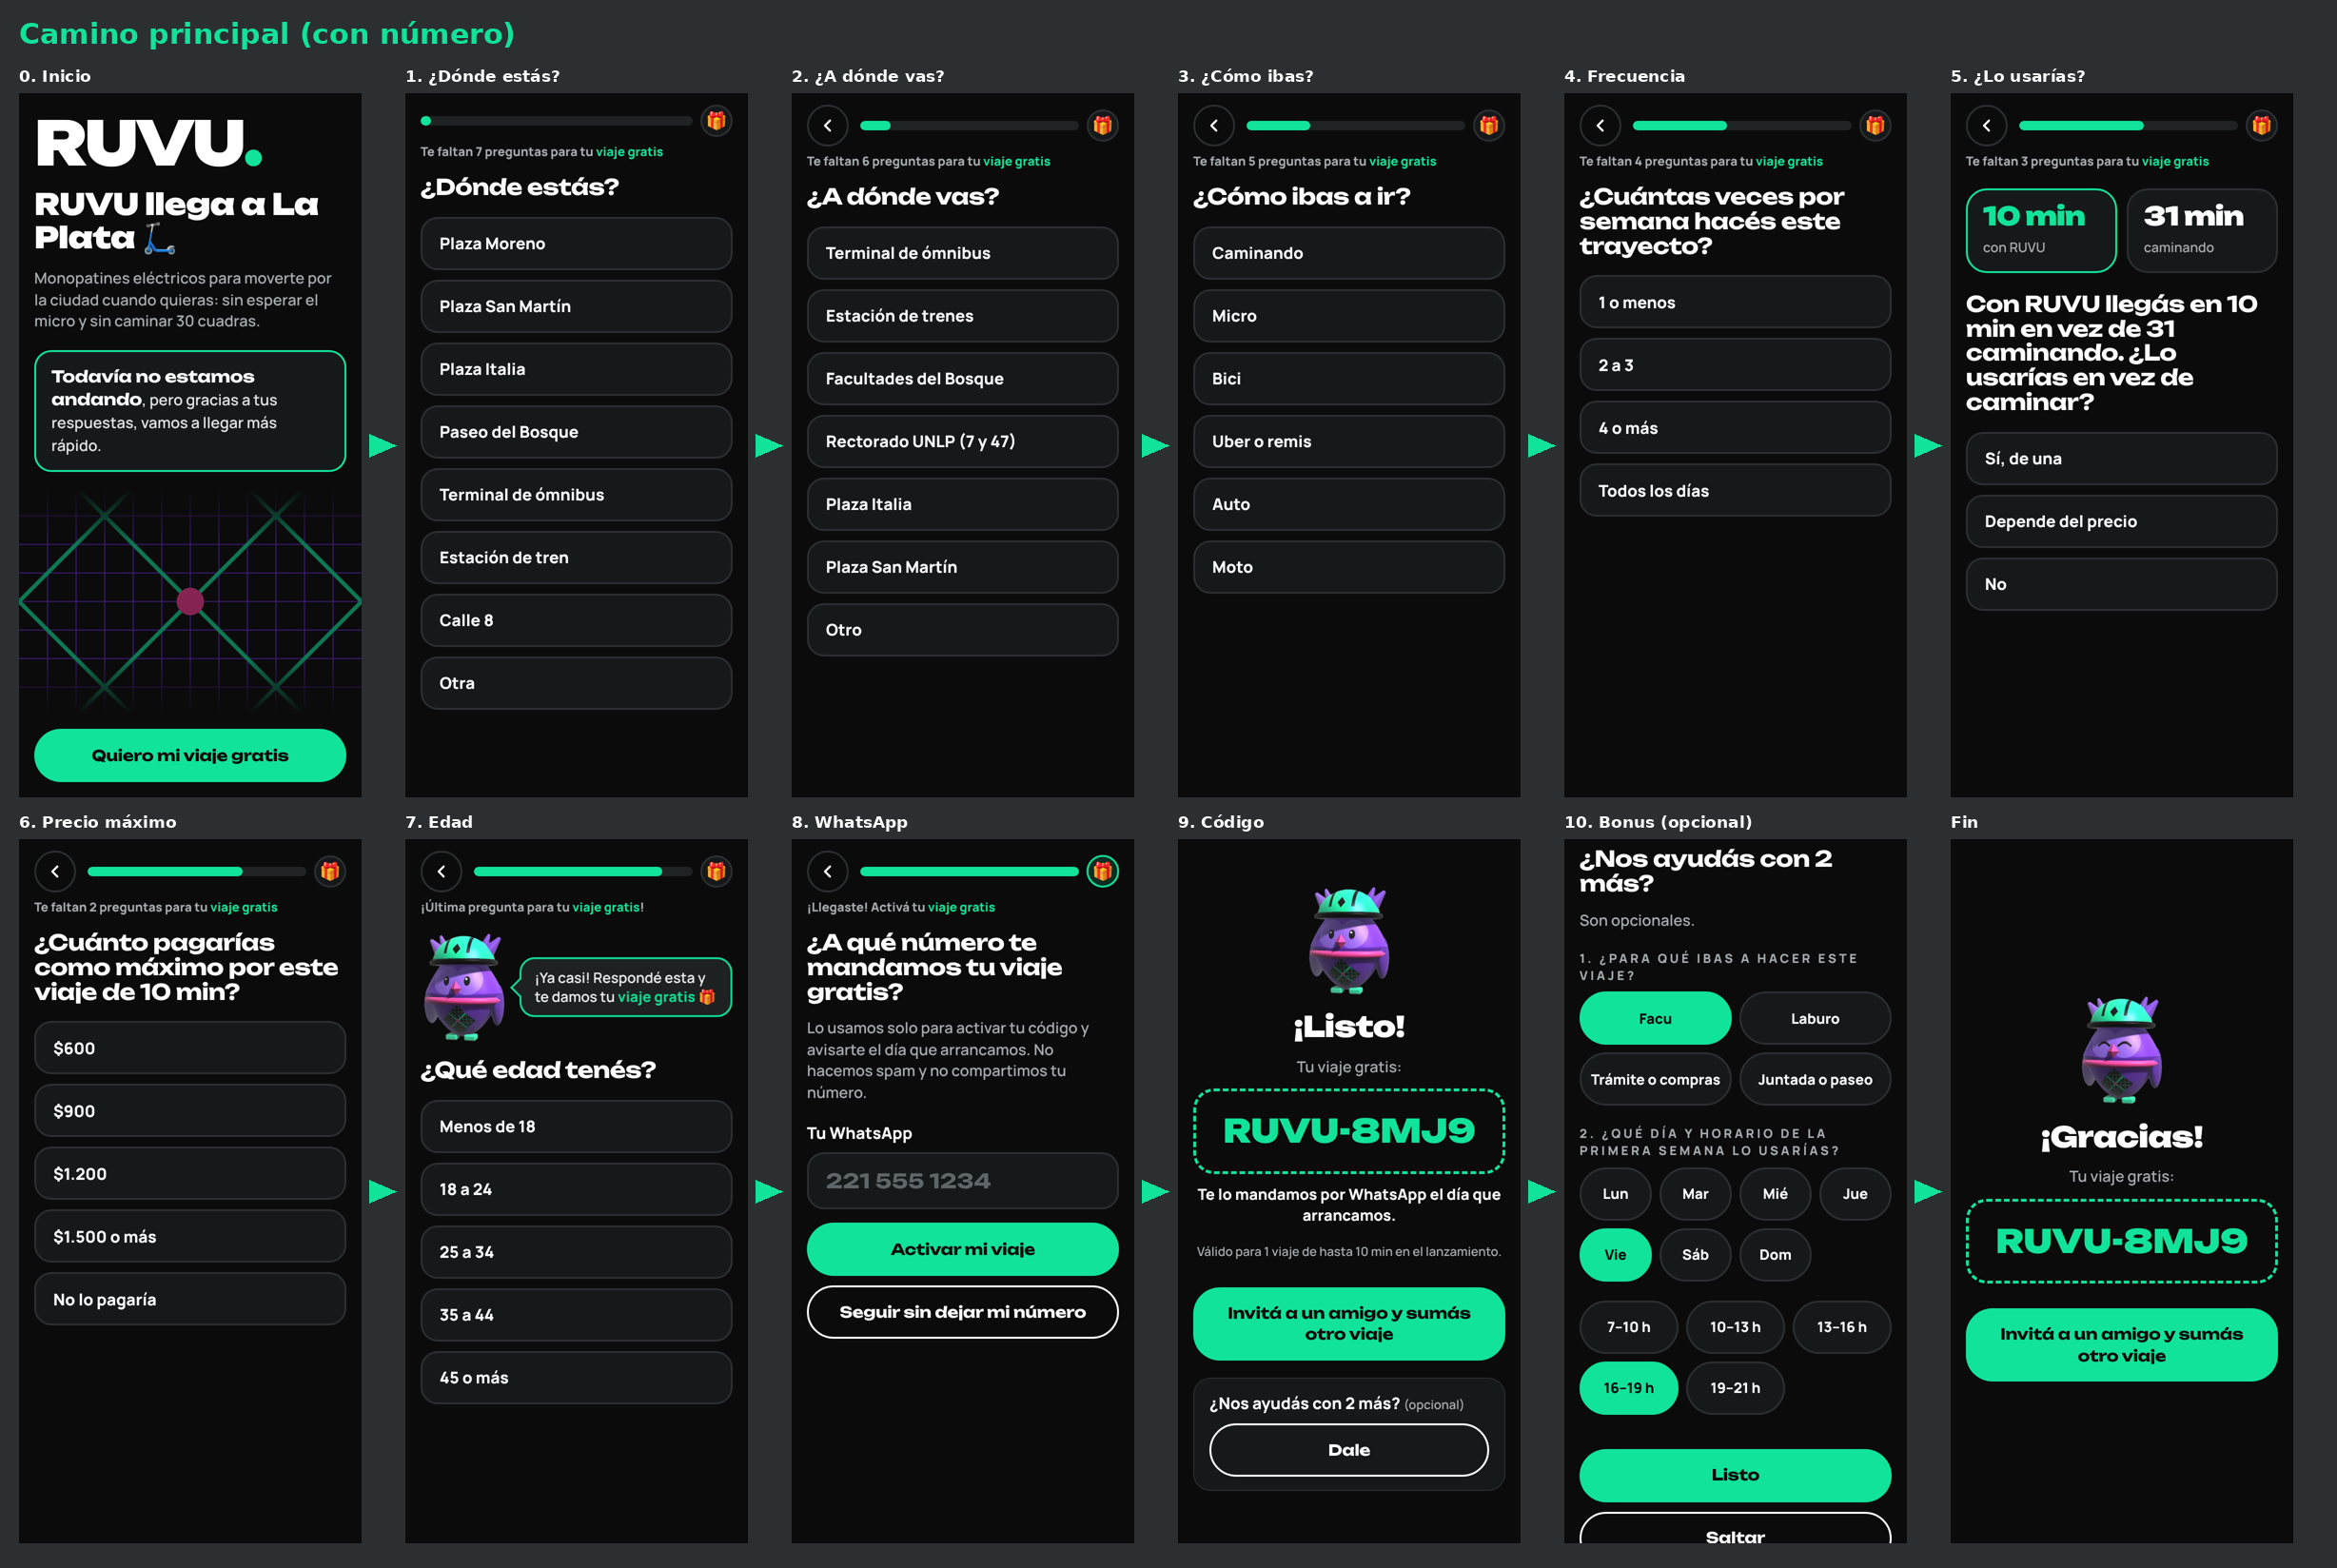 Camino principal (con número)
0. Inicio
RUVU.
RUVU llega a La
Plata
Monopatines eléctricos para moverte por
la ciudad cuando quieras: sin esperar el
micro y sin caminar 30 cuadras.
Todavía no estamos
andando, pero gracias a tus
respuestas, vamos a llegar más
rápido.
Quiero mi viaje gratis
1. ¿Dónde estás?
Te faltan 7 preguntas para tu viaje gratis
¿Dónde estás?
Plaza Moreno
Plaza San Martín
Plaza Italia
Paseo del Bosque
Terminal de ómnibus
Estación de tren
Calle 8
Otra
2. ¿A dónde vas?
Te faltan 6 preguntas para tu viaje gratis
¿A dónde vas?
Terminal de ómnibus
Estación de trenes
Facultades del Bosque
Rectorado UNLP (7 y 47)
Plaza Italia
Plaza San Martín
Otro
3. ¿Cómo ibas?
Te faltan 5 preguntas para tu viaje gratis
¿Cómo ibas a ir?
Caminando
Micro
Bici
Uber o remis
Auto
Moto
4. Frecuencia
Te faltan 4 preguntas para tu viaje gratis
¿Cuántas veces por
semana hacés este
trayecto?
1 o menos
2 a 3
4 o más
Todos los días
5. ¿Lo usarías?
Te faltan 3 preguntas para tu viaje gratis
10 min
con RUVU
31 min
caminando
Con RUVU llegás en 10
min en vez de 31
caminando. ¿Lo
usarías en vez de
caminar?
Sí, de una
Depende del precio
No
6. Precio máximo
Te faltan 2 preguntas para tu viaje gratis
¿Cuánto pagarías
como máximo por este
viaje de 10 min?
$600
$900
$1.200
$1.500 o más
No lo pagaría
7. Edad
¡Última pregunta para tu viaje gratis!
¡Ya casi! Respondé esta y
te damos tu viaje gratis
¿Qué edad tenés?
Menos de 18
18 a 24
25 a 34
35 a 44
45 o más
8. WhatsApp
¡Llegaste! Activá tu viaje gratis
¿A qué número te
mandamos tu viaje
gratis?
Lo usamos solo para activar tu código y
avisarte el día que arrancamos. No
hacemos spam y no compartimos tu
número.
Tu WhatsApp
221 555 1234
Activar mi viaje
Seguir sin dejar mi número
9. Código
¡Listo!
Tu viaje gratis:
RUVU-8MJ9
Te lo mandamos por WhatsApp el día que
arrancamos.
Válido para 1 viaje de hasta 10 min en el lanzamiento.
Invitá a un amigo y sumás
otro viaje
¿Nos ayudás con 2 más? (opcional)
Dale
10. Bonus (opcional)
¿Nos ayudás con 2
más?
Son opcionales.
1. ¿PARA QUÉ IBAS A HACER ESTE
VIAJE?
Facu
Laburo
Trámite o compras
Juntada o paseo
2. ¿QUÉ DÍA Y HORARIO DE LA
PRIMERA SEMANA LO USARÍAS?
Lun
Mar
Mié
Jue
Vie
Sáb
Dom
7–10 h
10–13 h
13–16 h
16–19 h
19–21 h
Listo
Saltar
Fin
¡Gracias!
Tu viaje gratis:
RUVU-8MJ9
Invitá a un amigo y sumás
otro viaje